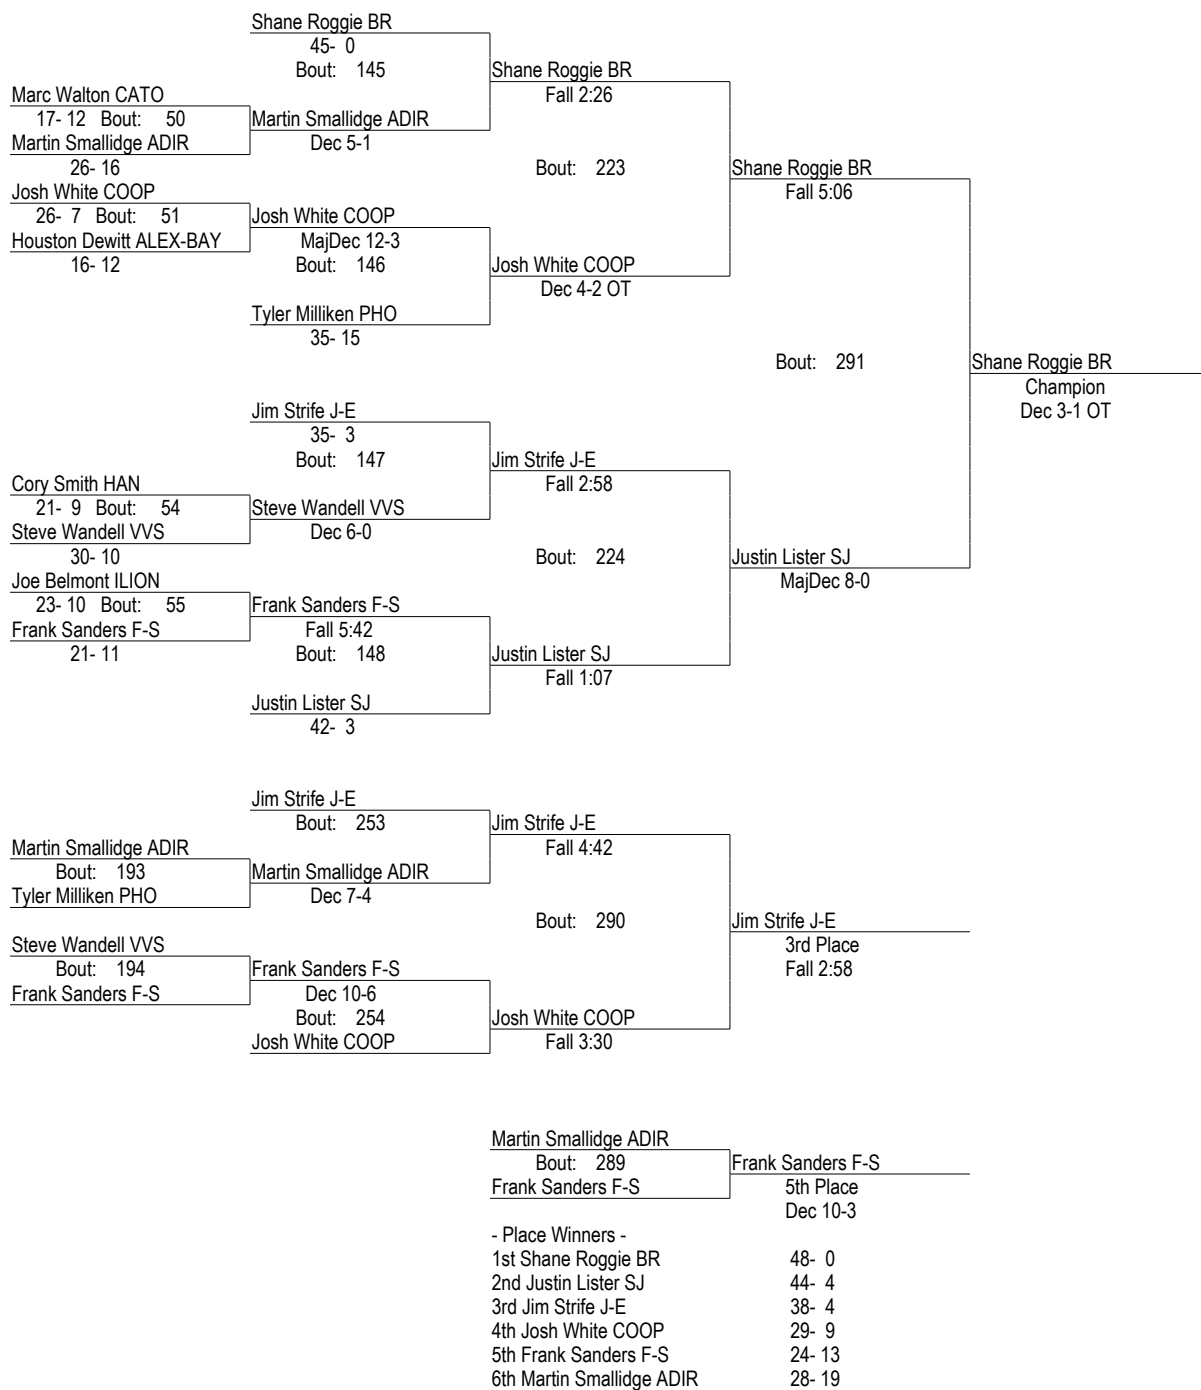 Shane Roggie BR
45- 0
Bout: 145
Shane Roggie BR
Fall 2:26
Marc Walton CATO
17- 12 Bout: 50
Martin Smallidge ADIR
Martin Smallidge ADIR
Dec 5-1
26- 16
Bout: 223
Shane Roggie BR
Fall 5:06
Josh White COOP
26- 7 Bout: 51
Josh White COOP
Houston Dewitt ALEX-BAY
MajDec 12-3
16- 12
Bout: 146
Josh White COOP
Dec 4-2 OT
Tyler Milliken PHO
35- 15
Bout: 291
Shane Roggie BR
Champion
Dec 3-1 OT
Jim Strife J-E
35- 3
Bout: 147
Jim Strife J-E
Fall 2:58
Cory Smith HAN
21- 9 Bout: 54
Steve Wandell VVS
Steve Wandell VVS
Dec 6-0
30- 10
Bout: 224
Justin Lister SJ
MajDec 8-0
Joe Belmont ILION
23- 10 Bout: 55
Frank Sanders F-S
Frank Sanders F-S
Fall 5:42
21- 11
Bout: 148
Justin Lister SJ
Fall 1:07
Justin Lister SJ
42- 3
Jim Strife J-E
Bout: 253
Jim Strife J-E
Fall 4:42
Martin Smallidge ADIR
Bout: 193
Martin Smallidge ADIR
Tyler Milliken PHO
Dec 7-4
Bout: 290
Jim Strife J-E
3rd Place
Fall 2:58
Steve Wandell VVS
Bout: 194
Frank Sanders F-S
Frank Sanders F-S
Dec 10-6
Bout: 254
Josh White COOP
Josh White COOP
Fall 3:30
Martin Smallidge ADIR
Bout: 289
Frank Sanders F-S
Frank Sanders F-S
5th Place
Dec 10-3
- Place Winners -
1st Shane Roggie BR 48- 0
2nd Justin Lister SJ 44- 4
3rd Jim Strife J-E 38- 4
4th Josh White COOP 29- 9
5th Frank Sanders F-S 24- 13
6th Martin Smallidge ADIR 28- 19